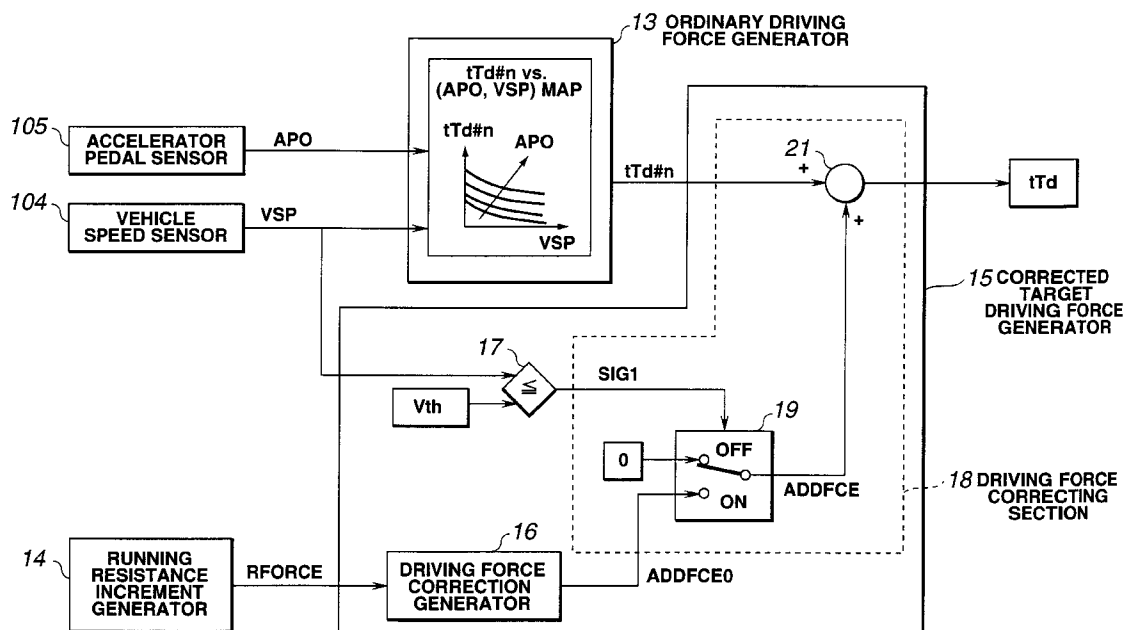 13 ORDINARY DRIVING
FORCE GENERATOR
tTd#n vs.
(APO, VSP) MAP
tTd#n
APO
VSP
105
ACCELERATOR
PEDAL SENSOR
APO
104
VEHICLE
SPEED SENSOR
VSP
tTd#n
21
+
+
tTd
15 CORRECTED
TARGET
DRIVING FORCE
GENERATOR
17
≦
Vth
SIG1
19
0
OFF
ON
ADDFCE
18 DRIVING FORCE
CORRECTING
SECTION
14
RUNNING
RESISTANCE
INCREMENT
GENERATOR
RFORCE
16
DRIVING FORCE
CORRECTION
GENERATOR
ADDFCE0